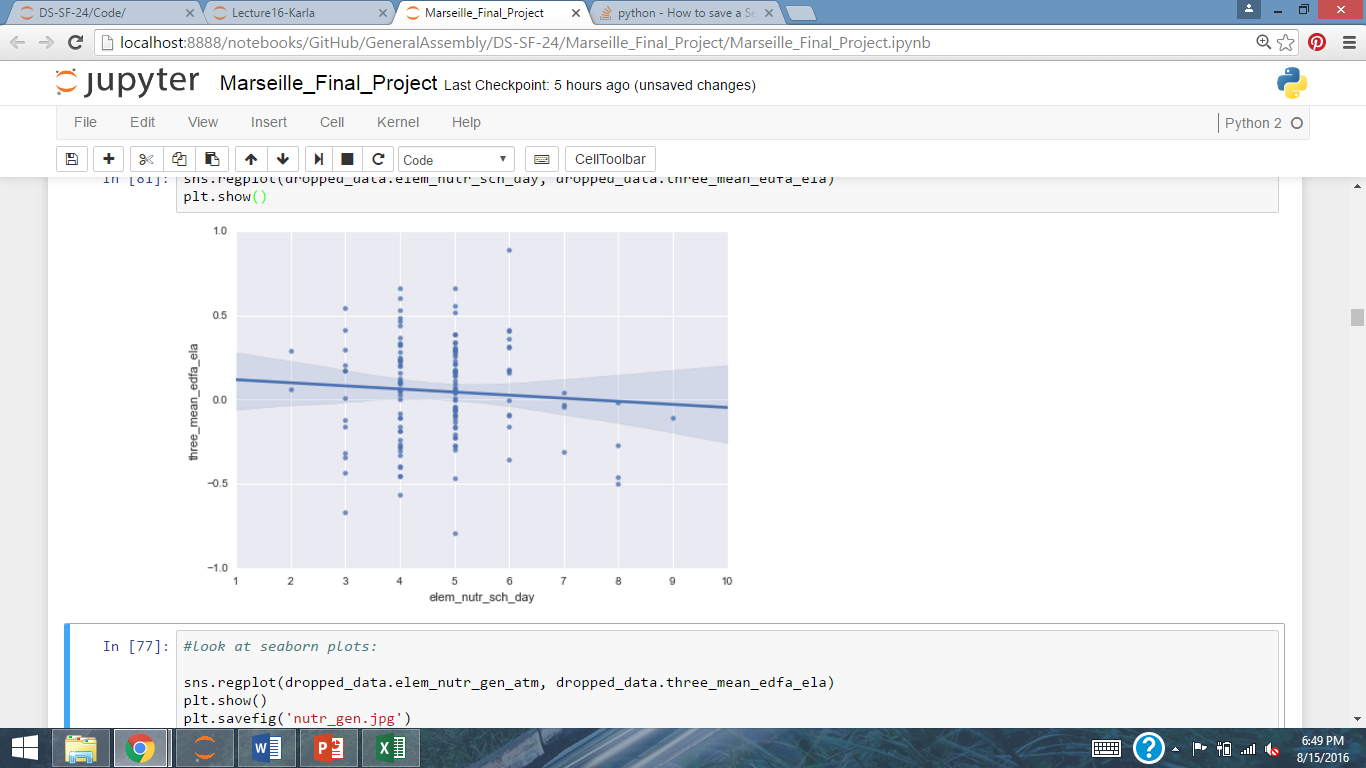 DS-SF-24/Code/
Lecture16-Karla
Marseille_Final_Project
python - How to save a Se
localhost:8888/notebooks/GitHub/GeneralAssembly/DS-SF-24/Marseille_Final_Project/Marseille_Final_Project.ipynb
jupyter Marseille_Final_Project Last Checkpoint: 5 hours ago (unsaved changes)
File Edit View Insert Cell Kernel Help Python 2
Code CellToolbar
In [81]: sns.regplot(dropped_data.elem_nutr_sch_day, dropped_data.three_mean_edfa_ela)
plt.show()
1.0
0.5
0.0
−0.5
−1.0
three_mean_edfa_ela
1 2 3 4 5 6 7 8 9 10
elem_nutr_sch_day
In [77]: #look at seaborn plots:
sns.regplot(dropped_data.elem_nutr_gen_atm, dropped_data.three_mean_edfa_ela)
plt.show()
plt.savefig('nutr_gen.jpg')
6:49 PM
8/15/2016